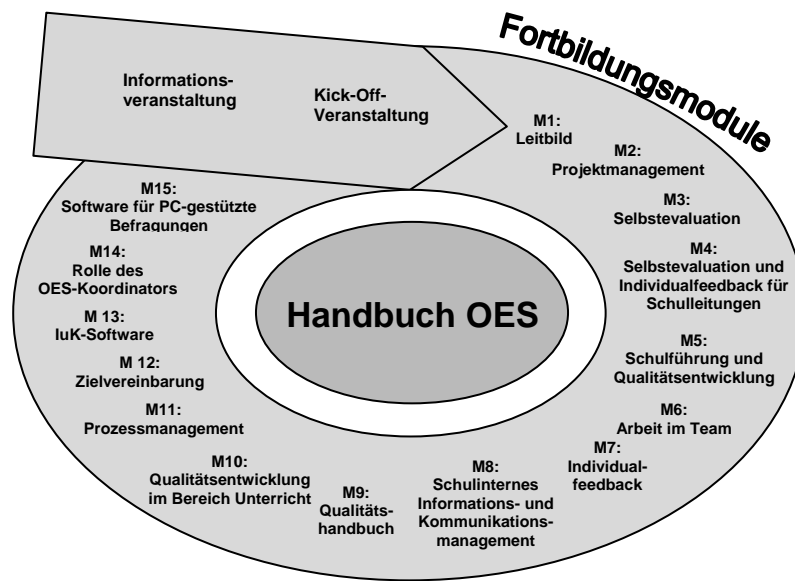 Fortbildungsmodule
Informations-
veranstaltung
Kick-Off-
Veranstaltung
M1:
Leitbild
M2:
Projektmanagement
M3:
Selbstevaluation
M4:
Selbstevaluation und
Individualfeedback für
Schulleitungen
M5:
Schulführung und
Qualitätsentwicklung
M6:
Arbeit im Team
M7:
Individual-
feedback
M8:
Schulinternes
Informations- und
Kommunikations-
management
M9:
Qualitäts-
handbuch
M10:
Qualitätsentwicklung
im Bereich Unterricht
M11:
Prozessmanagement
M 12:
Zielvereinbarung
M 13:
IuK-Software
M14:
Rolle des
OES-Koordinators
M15:
Software für PC-gestützte
Befragungen
Handbuch OES